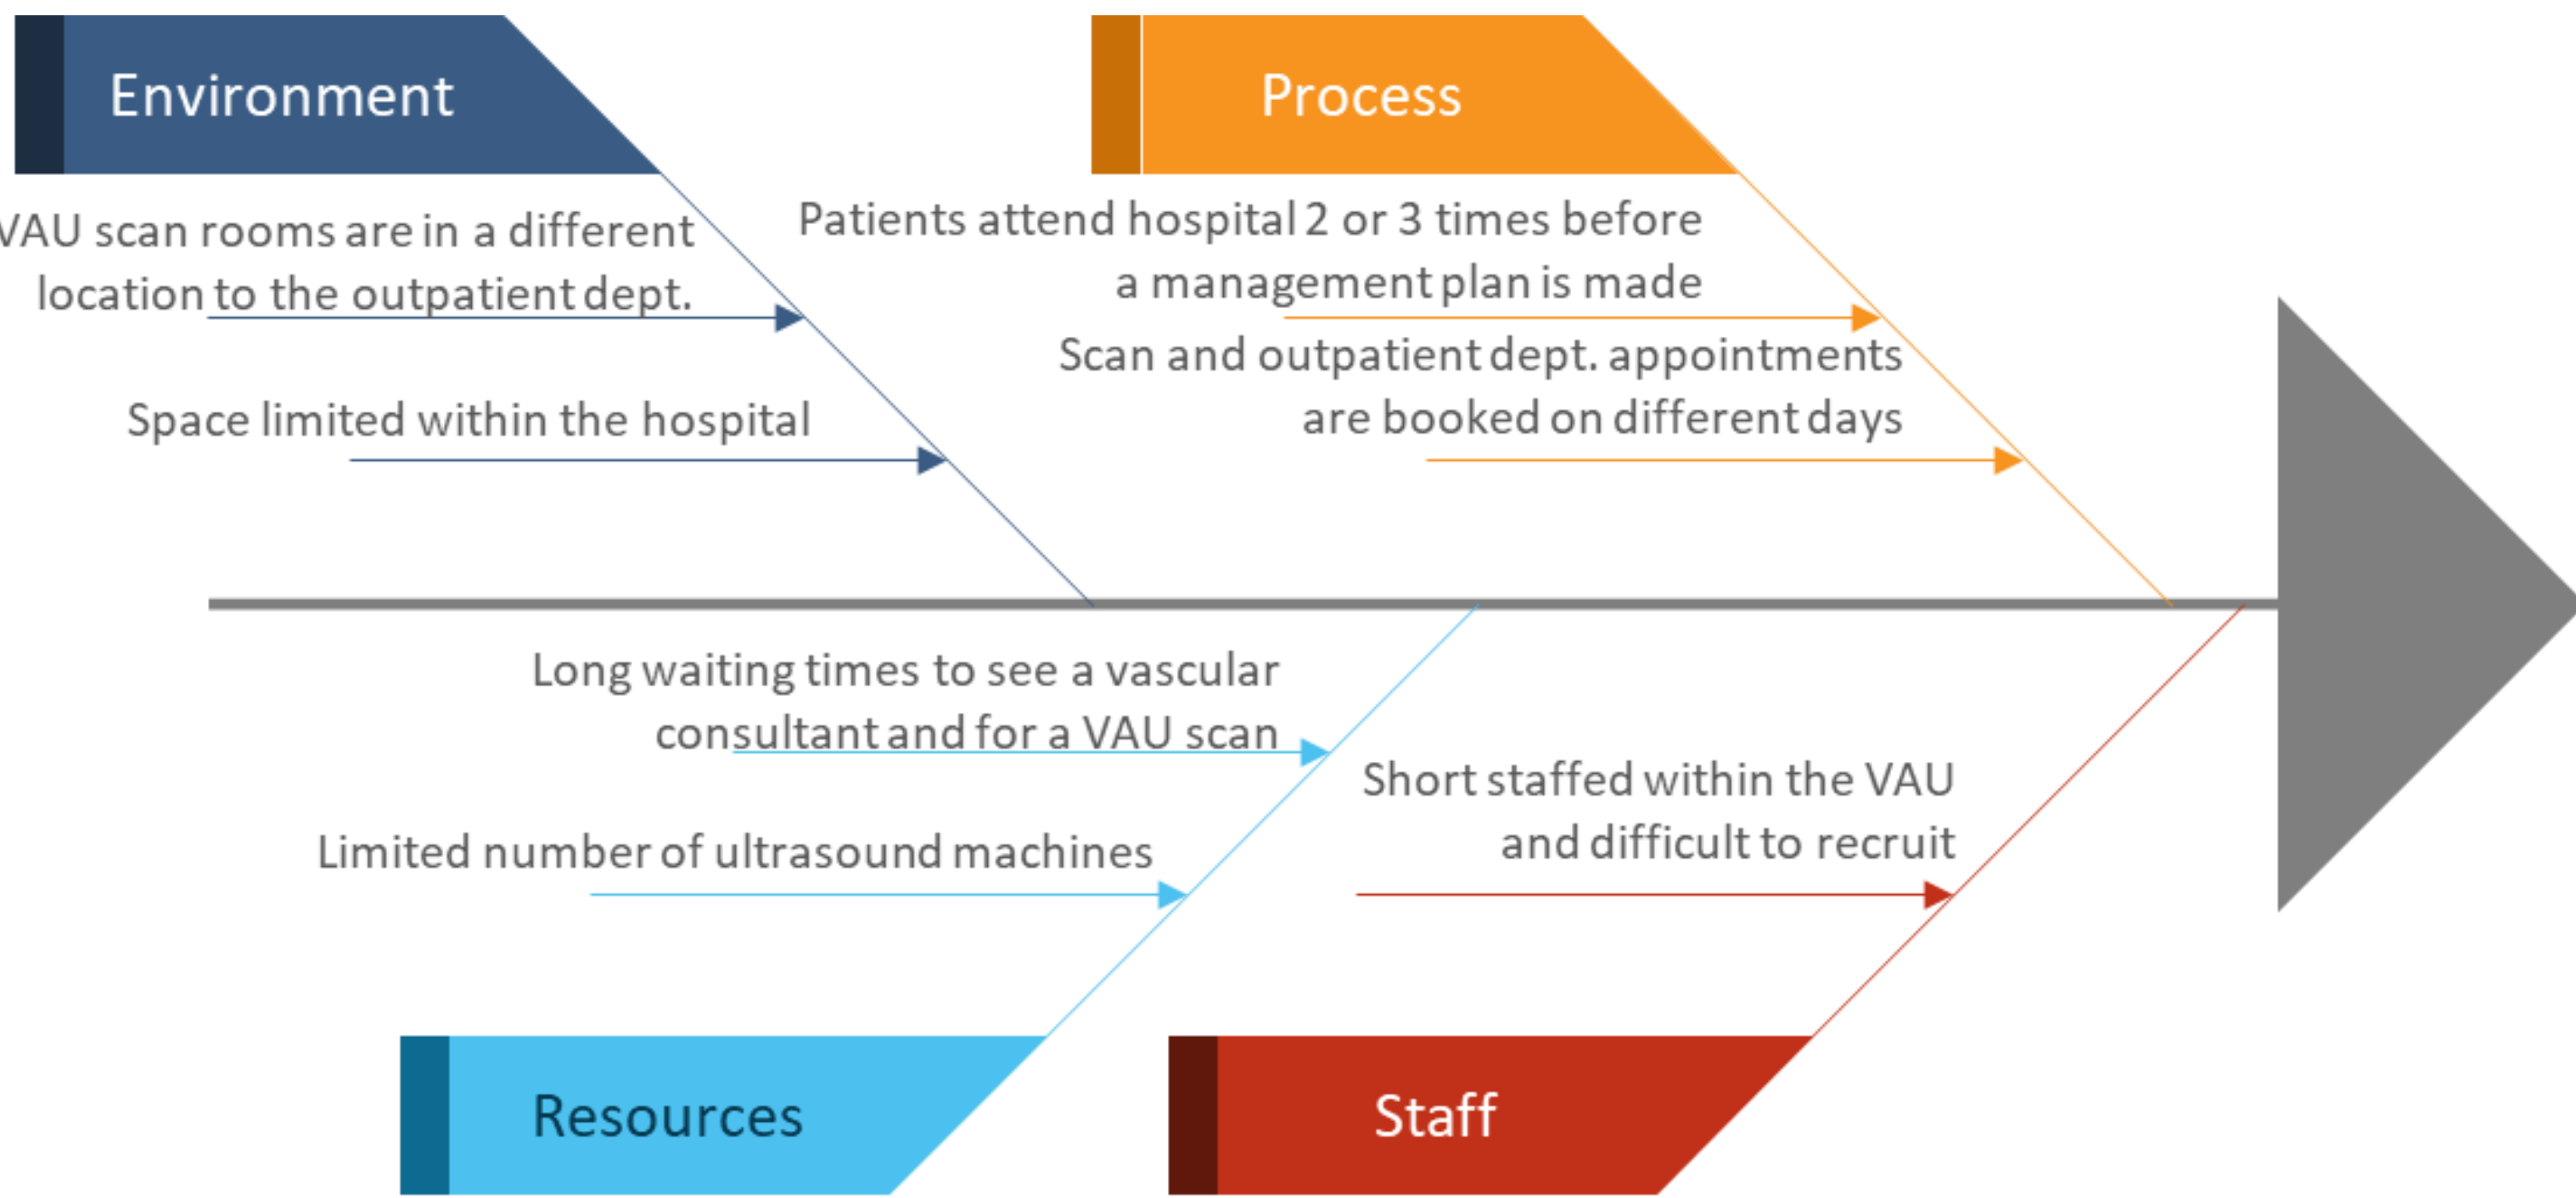 Environment
VAU scan rooms are in a different
location to the outpatient dept.
Space limited within the hospital
Process
Patients attend hospital 2 or 3 times before
a management plan is made
Scan and outpatient dept. appointments
are booked on different days
Long waiting times to see a vascular
consultant and for a VAU scan
Limited number of ultrasound machines
Resources
Short staffed within the VAU
and difficult to recruit
Staff